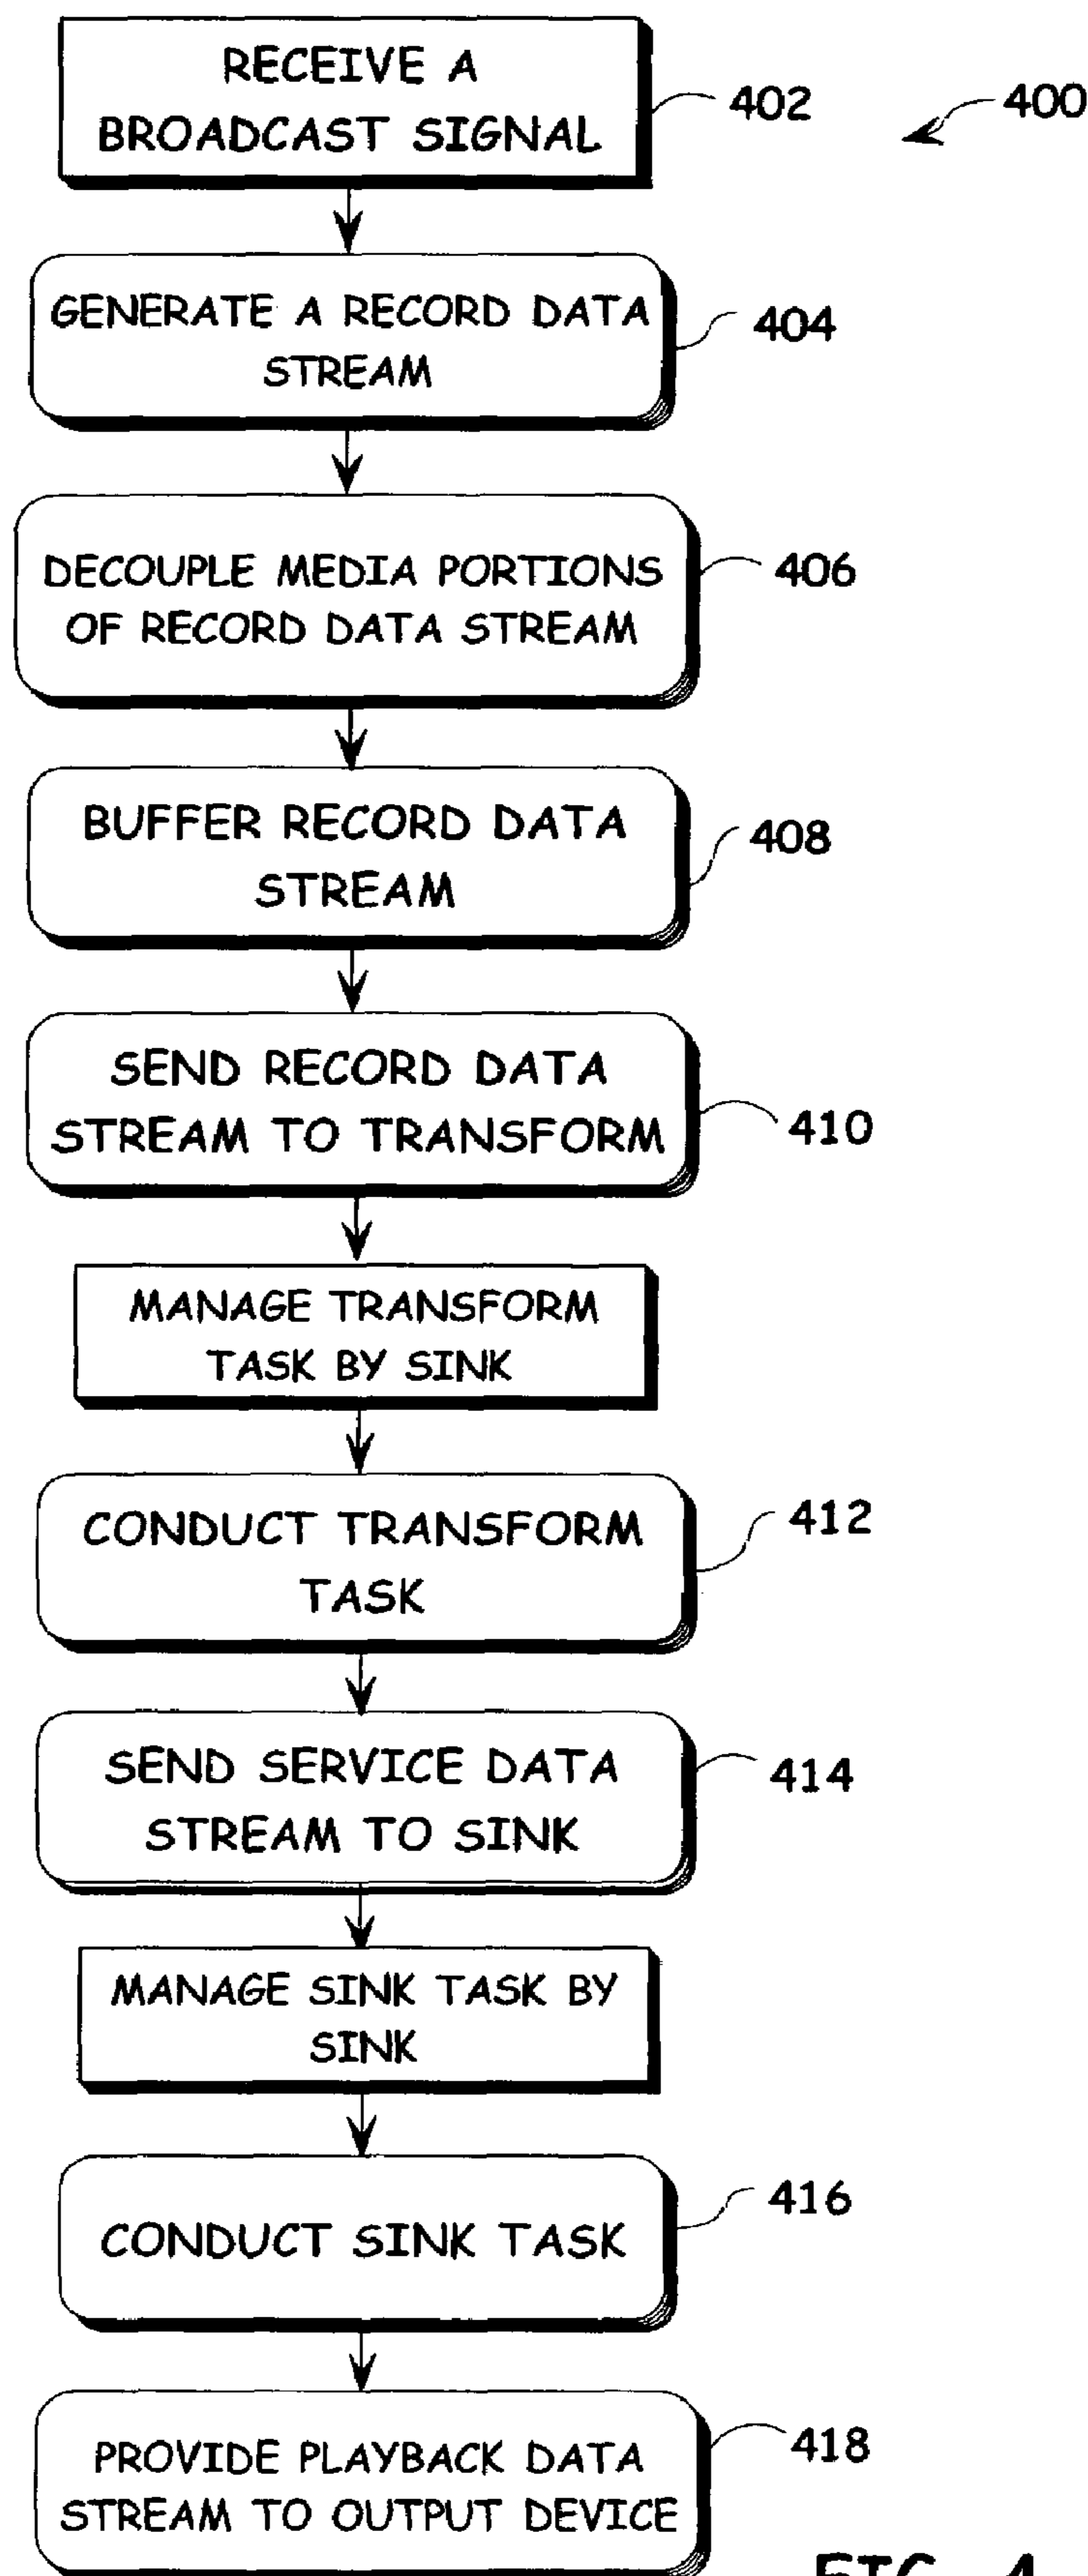 RECEIVE A
BROADCAST SIGNAL
402
400
GENERATE A RECORD DATA
STREAM
404
DECOUPLE MEDIA PORTIONS
OF RECORD DATA STREAM
406
BUFFER RECORD DATA
STREAM
408
SEND RECORD DATA
STREAM TO TRANSFORM
410
MANAGE TRANSFORM
TASK BY SINK
CONDUCT TRANSFORM
TASK
412
SEND SERVICE DATA
STREAM TO SINK
414
MANAGE SINK TASK BY
SINK
CONDUCT SINK TASK
416
PROVIDE PLAYBACK DATA
STREAM TO OUTPUT DEVICE
418
FIG. 4